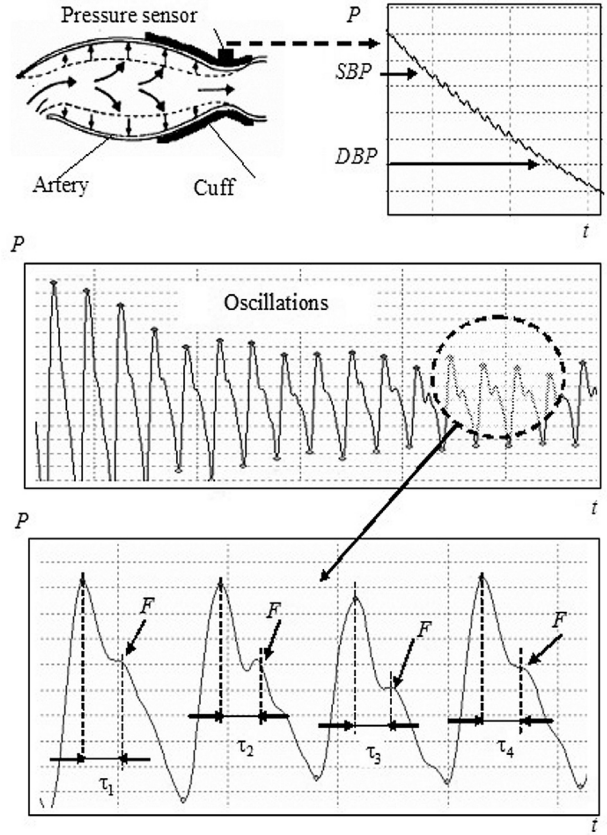 Pressure sensor
P
SBP
DBP
Artery
Cuff
t
P
Oscillations
t
P
F
F
F
F
τ1
τ2
τ3
τ4
t